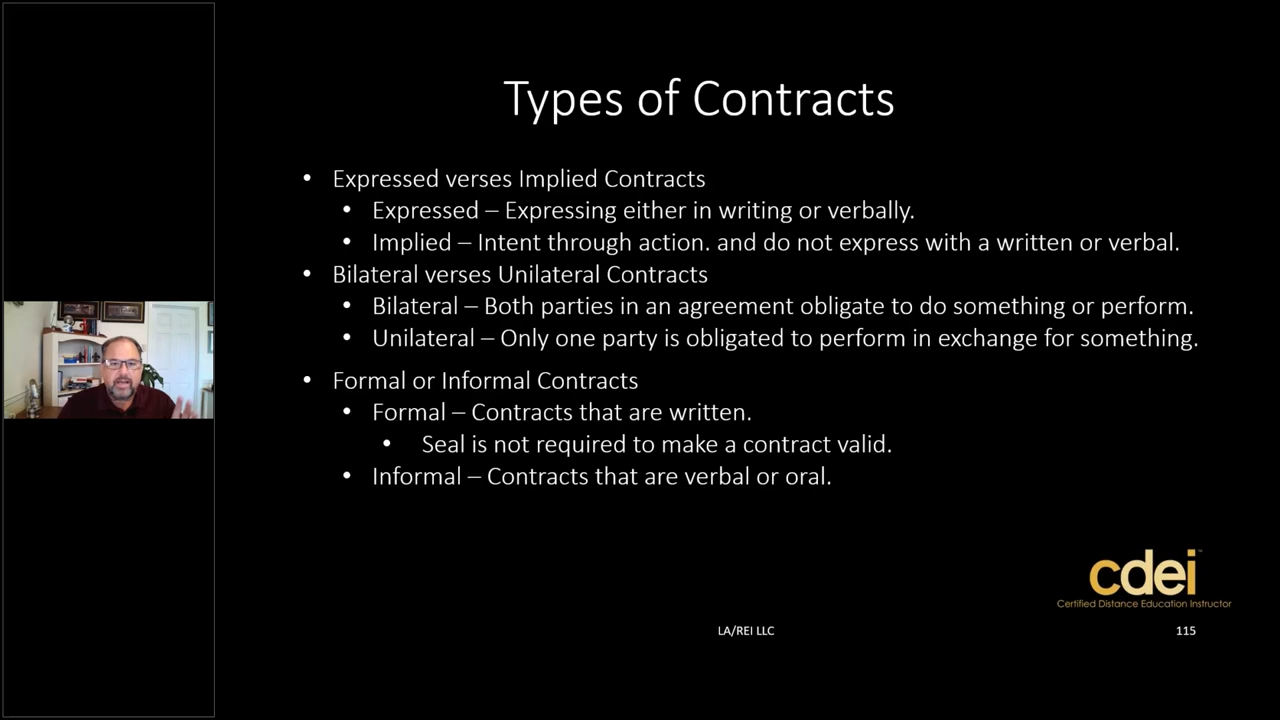 Types of Contracts
• Expressed verses Implied Contracts
• Expressed – Expressing either in writing or verbally.
• Implied – Intent through action. and do not express with a written or verbal.
• Bilateral verses Unilateral Contracts
• Bilateral – Both parties in an agreement obligate to do something or perform.
• Unilateral – Only one party is obligated to perform in exchange for something.
• Formal or Informal Contracts
• Formal – Contracts that are written.
• Seal is not required to make a contract valid.
• Informal – Contracts that are verbal or oral.
cdei™
Certified Distance Education Instructor
LA/REI LLC
115